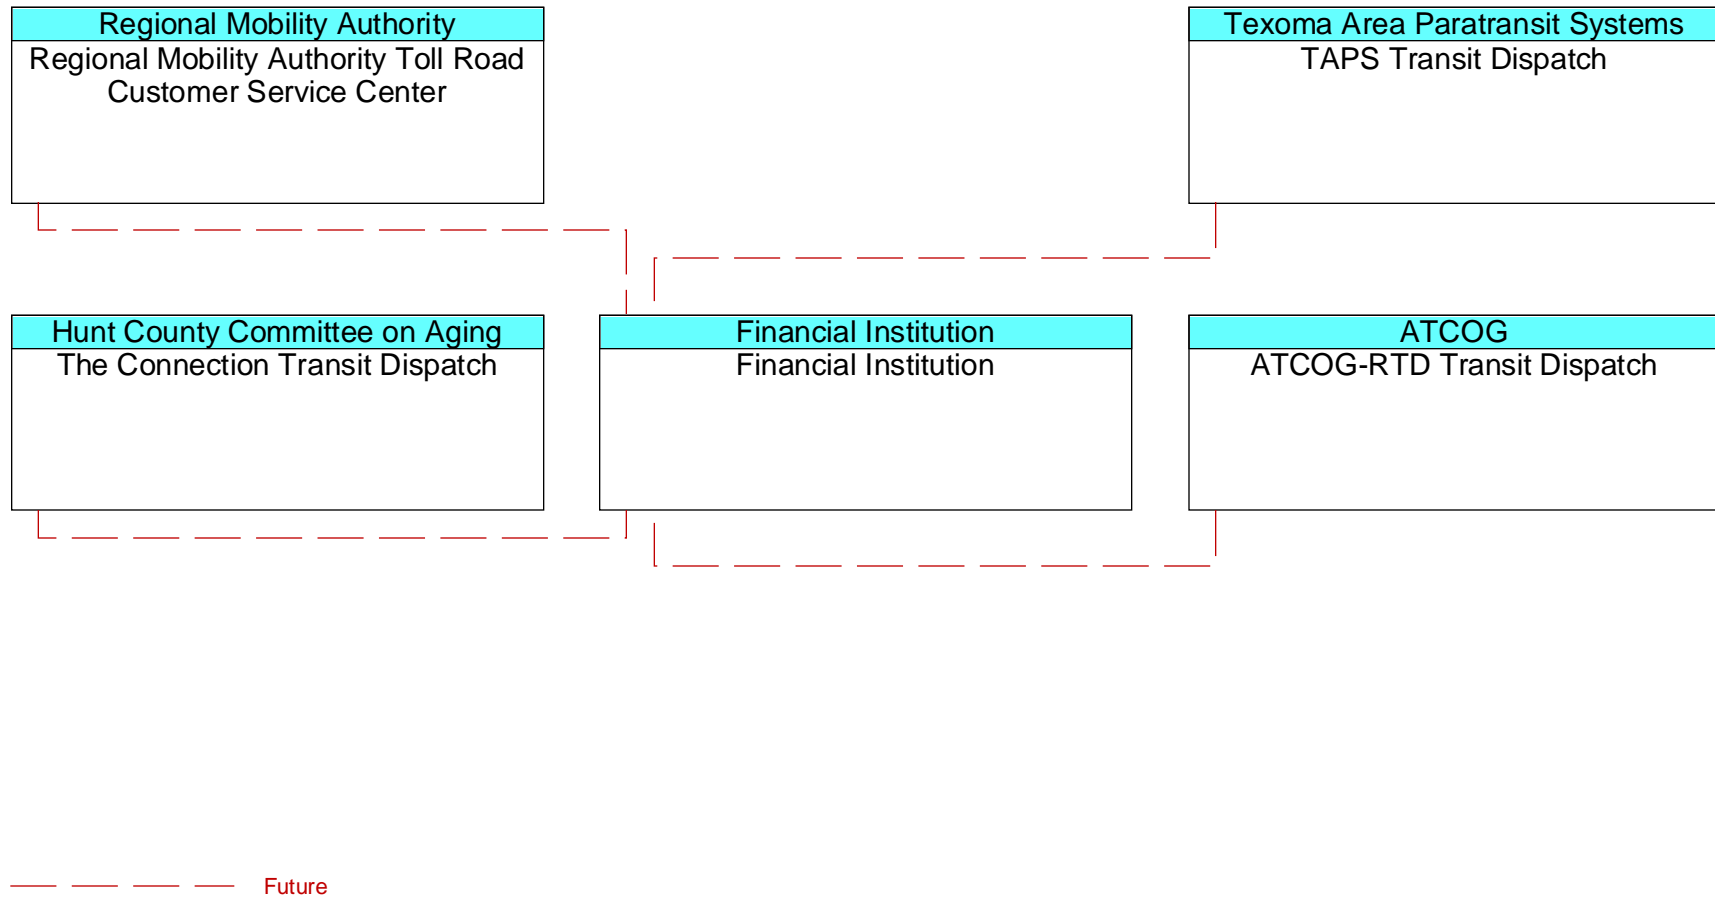 Regional Mobility Authority
Regional Mobility Authority Toll Road
Customer Service Center
Texoma Area Paratransit Systems
TAPS Transit Dispatch
Hunt County Committee on Aging
The Connection Transit Dispatch
Financial Institution
Financial Institution
ATCOG
ATCOG-RTD Transit Dispatch
Future